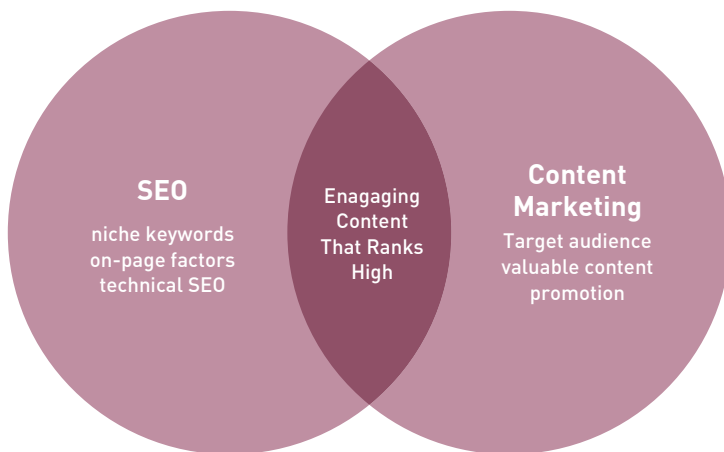 SEO
niche keywords
on-page factors
technical SEO
Enagaging
Content
That Ranks
High
Content
Marketing
Target audience
valuable content
promotion